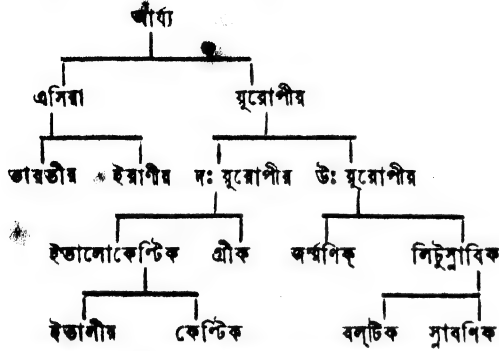 আর্য্য
এসিয়া য়ূরোপীয়
ভারতীয় ইরাণীয় দঃ য়ূরোপীয় উঃ য়ূরোপীয়
ইতালোকেল্টিক গ্রীক জর্ম্মণিক্ লিটুস্লাবিক
ইতালীয় কেল্টিক বল্‌টিক স্লাবণিক